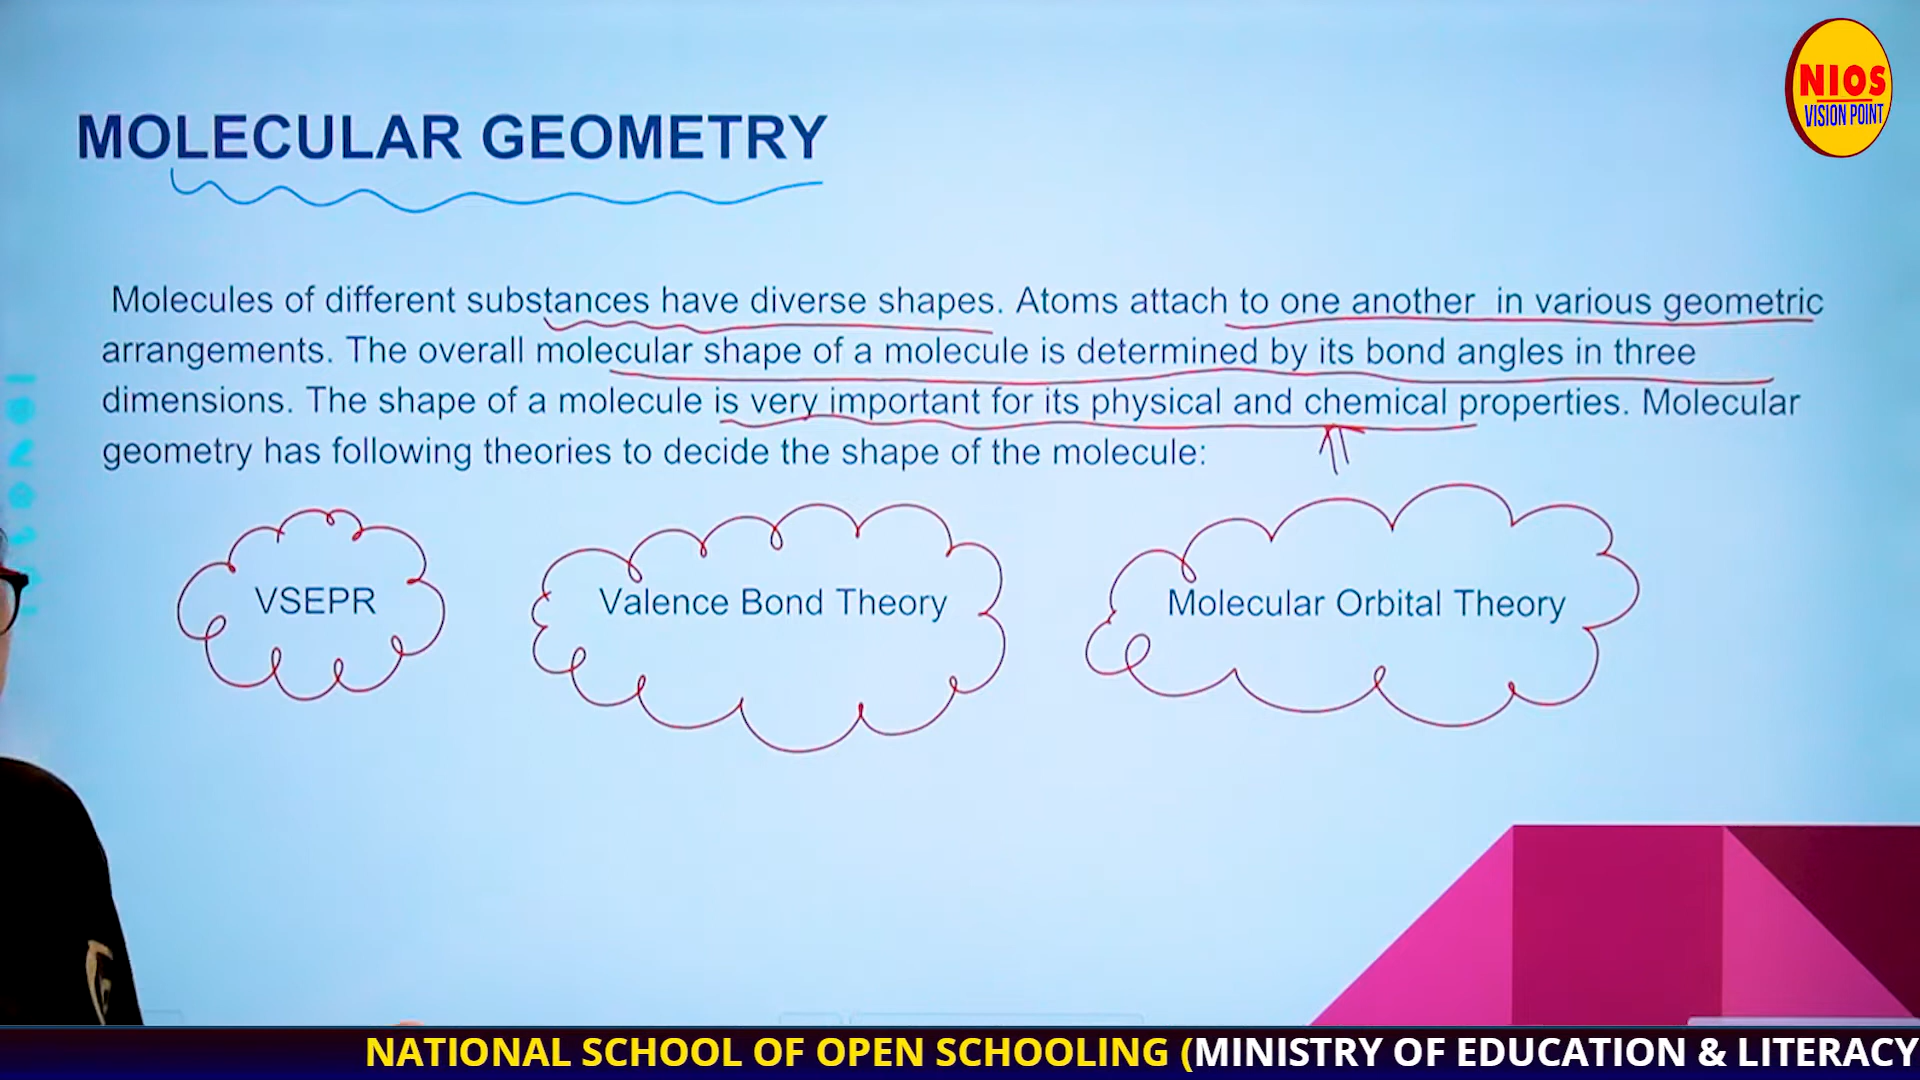 NIOS
VISION POINT
MOLECULAR GEOMETRY
Molecules of different substances have diverse shapes. Atoms attach to one another in various geometric
arrangements. The overall molecular shape of a molecule is determined by its bond angles in three
dimensions. The shape of a molecule is very important for its physical and chemical properties. Molecular
geometry has following theories to decide the shape of the molecule:
VSEPR
Valence Bond Theory
Molecular Orbital Theory
NATIONAL SCHOOL OF OPEN SCHOOLING (MINISTRY OF EDUCATION & LITERACY